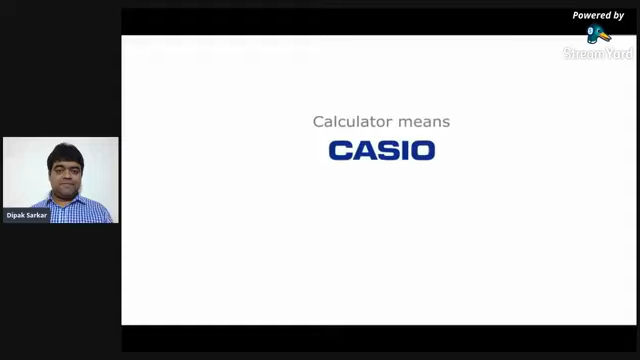 Powered by
StreamYard
Calculator means
CASIO
Dipak Sarkar